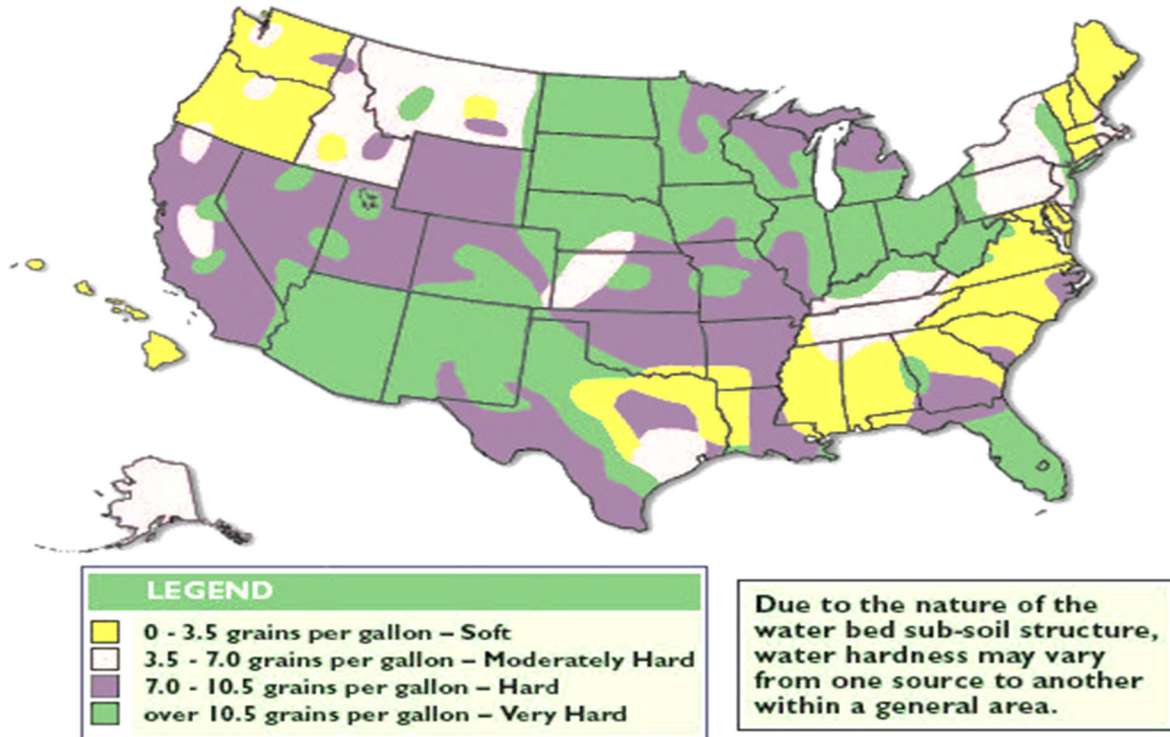 LEGEND
0 - 3.5 grains per gallon – Soft
3.5 - 7.0 grains per gallon – Moderately Hard
7.0 - 10.5 grains per gallon – Hard
over 10.5 grains per gallon – Very Hard
Due to the nature of the
water bed sub-soil structure,
water hardness may vary
from one source to another
within a general area.